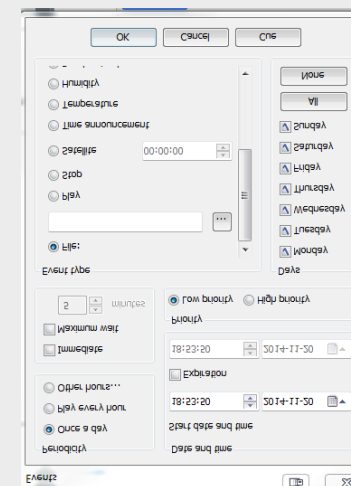 Events
Periodicity
Once a day
Play every hour
Other hours...
Immediate
Maximum wait
5 minutes
Date and time
Start date and time
18:53:50 2014-11-20
Expiration
18:53:50 2014-11-20
Priority
Low priority High priority
Event type
File:
...
Play
Stop
Satellite 00:00:00
Time announcement
Temperature
Humidity
Days
Monday
Tuesday
Wednesday
Thursday
Friday
Saturday
Sunday
All
None
OK Cancel Cue